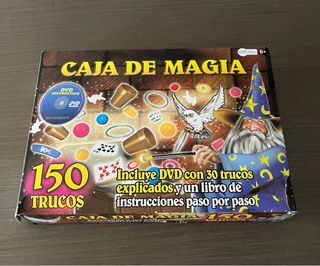 CAJA DE MAGIA
6+
DVD
INSTRUCTIVO
DVD
150
TRUCOS
Incluye DVD con 30 trucos
explicados y un libro de
instrucciones paso por paso
CAJA DE MAGIA 150